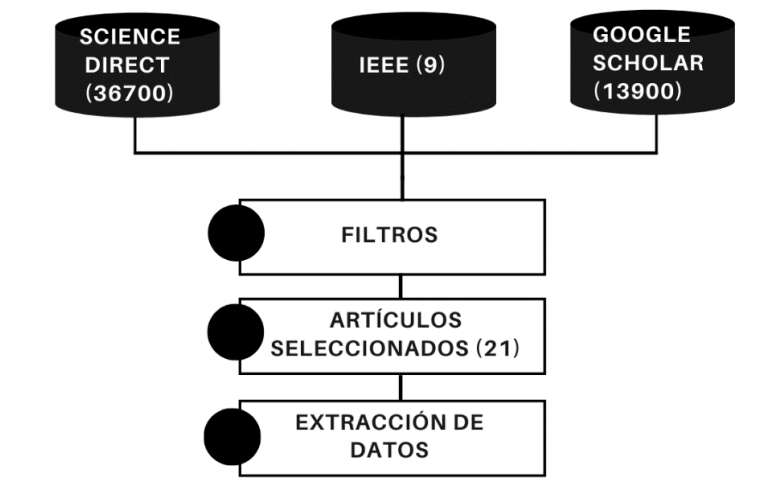 SCIENCE
DIRECT
(36700)
IEEE (9)
GOOGLE
SCHOLAR
(13900)
FILTROS
ARTÍCULOS
SELECCIONADOS (21)
EXTRACCIÓN DE
DATOS